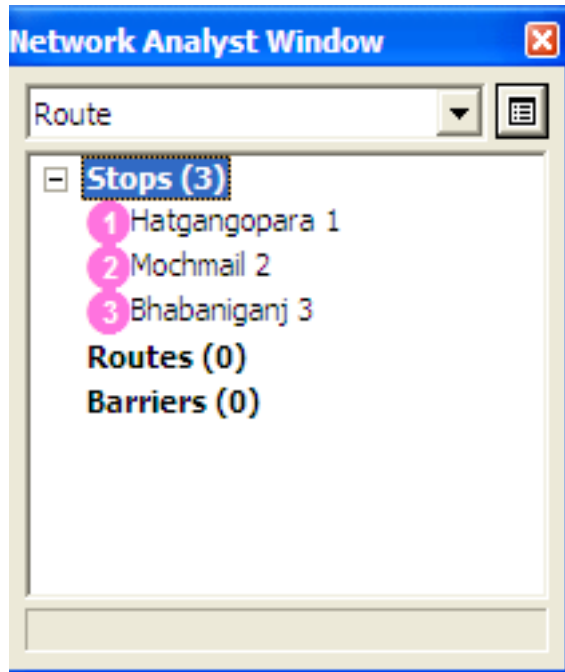 Network Analyst Window
Route
Stops (3)
1 Hatgangopara 1
2 Mochmail 2
3 Bhabaniganj 3
Routes (0)
Barriers (0)